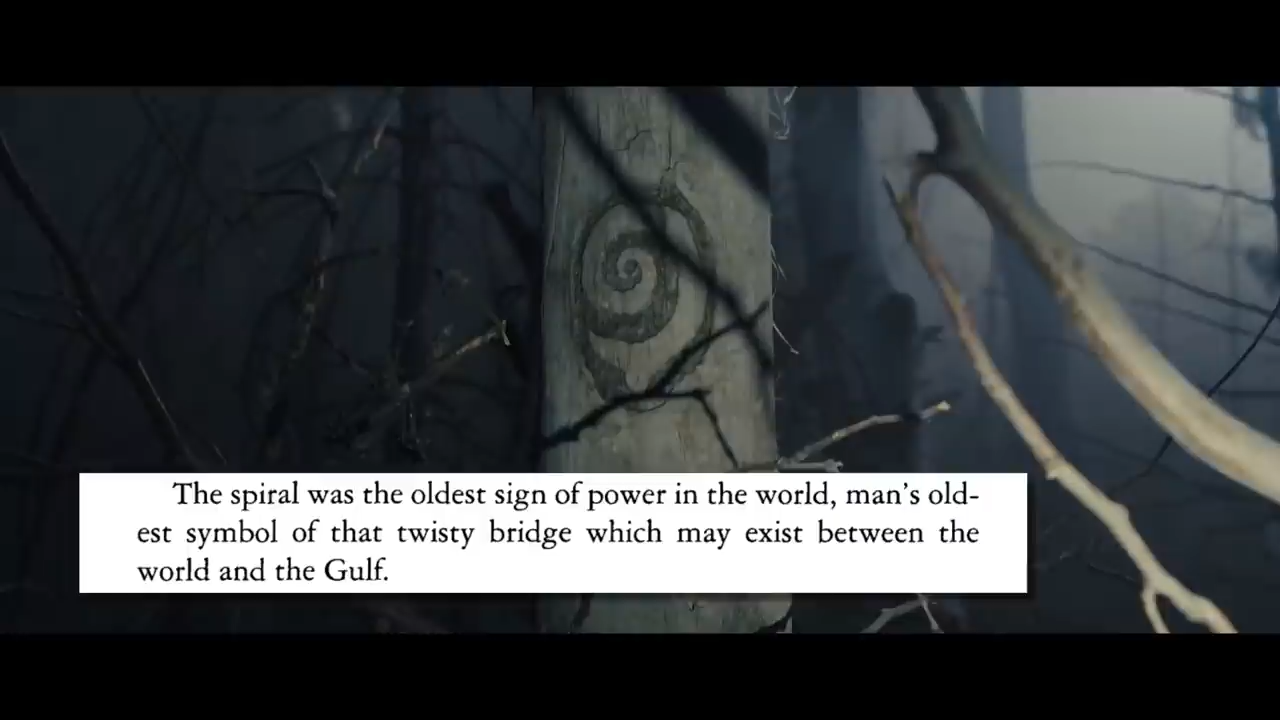 The spiral was the oldest sign of power in the world, man’s old-
est symbol of that twisty bridge which may exist between the
world and the Gulf.